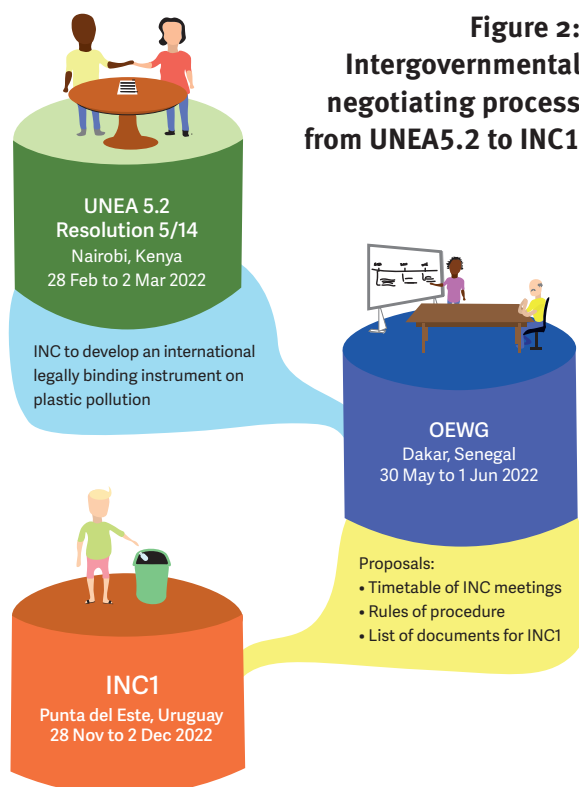 Figure 2:
Intergovernmental
negotiating process
from UNEA5.2 to INC1
UNEA 5.2
Resolution 5/14
Nairobi, Kenya
28 Feb to 2 Mar 2022
INC to develop an international
legally binding instrument on
plastic pollution
OEWG
Dakar, Senegal
30 May to 1 Jun 2022
Proposals:
• Timetable of INC meetings
• Rules of procedure
• List of documents for INC1
INC1
Punta del Este, Uruguay
28 Nov to 2 Dec 2022